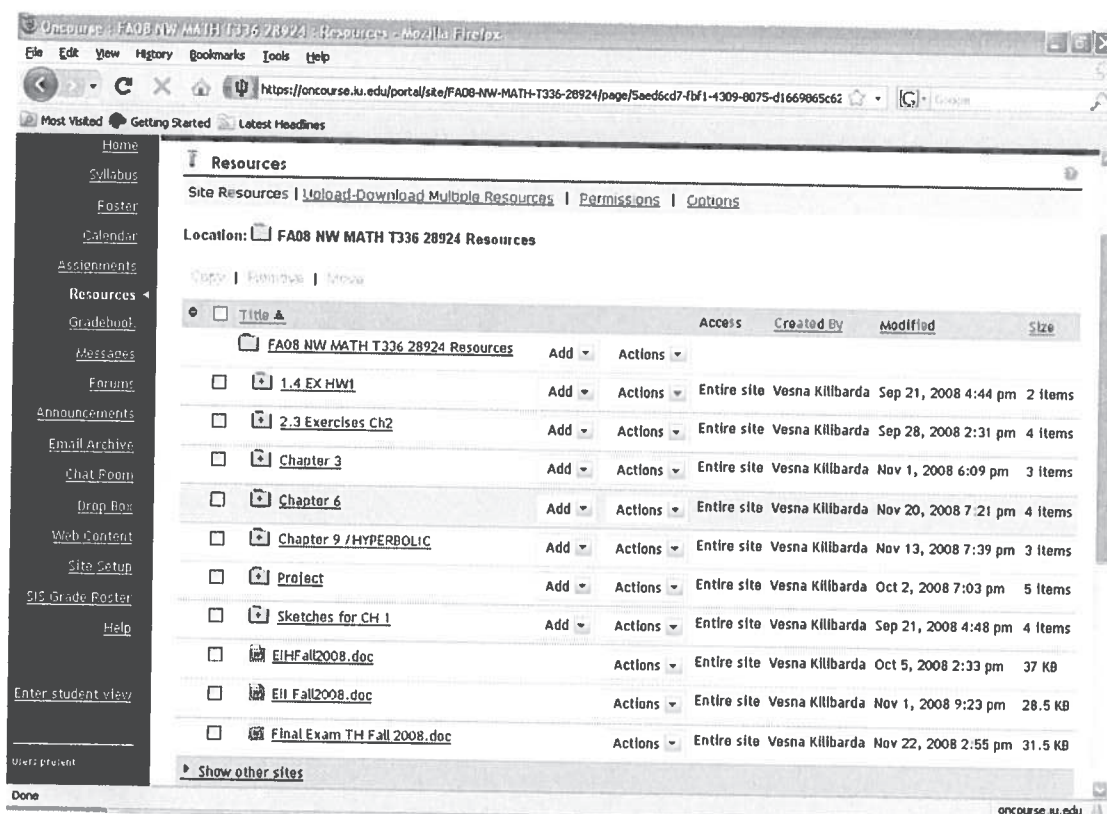 Oncourse : FA08 NW MATH T336 28924 : Resources - Mozilla Firefox
File Edit View History Bookmarks Tools Help
https://oncourse.iu.edu/portal/site/FA08-NW-MATH-T336-28924/page/5aed6cd7-fbf1-4309-8075-d1669865c62
Most Visited Getting Started Latest Headlines
Home
Syllabus
Roster
Calendar
Assignments
Resources
Gradebook
Messages
Forums
Announcements
Email Archive
Chat Room
Drop Box
Web Content
Site Setup
SIS Grade Roster
Help
Enter student view
Users present
Resources
Site Resources | Upload-Download Multiple Resources | Permissions | Options
Location: FA08 NW MATH T336 28924 Resources
Copy | Remove | Move
Title Access Created By Modified Size
FA08 NW MATH T336 28924 Resources Add Actions
1.4 EX HW1 Add Actions Entire site Vesna Kilibarda Sep 21, 2008 4:44 pm 2 items
2.3 Exercises Ch2 Add Actions Entire site Vesna Kilibarda Sep 28, 2008 2:31 pm 4 items
Chapter 3 Add Actions Entire site Vesna Kilibarda Nov 1, 2008 6:09 pm 3 items
Chapter 6 Add Actions Entire site Vesna Kilibarda Nov 20, 2008 7:21 pm 4 items
Chapter 9 /HYPERBOLIC Add Actions Entire site Vesna Kilibarda Nov 13, 2008 7:39 pm 3 items
Project Add Actions Entire site Vesna Kilibarda Oct 2, 2008 7:03 pm 5 items
Sketches for CH 1 Add Actions Entire site Vesna Kilibarda Sep 21, 2008 4:48 pm 4 items
EIHFall2008.doc Actions Entire site Vesna Kilibarda Oct 5, 2008 2:33 pm 37 KB
EII Fall2008.doc Actions Entire site Vesna Kilibarda Nov 1, 2008 9:23 pm 28.5 KB
Final Exam TH Fall 2008.doc Actions Entire site Vesna Kilibarda Nov 22, 2008 2:55 pm 31.5 KB
Show other sites
Done
oncourse.iu.edu